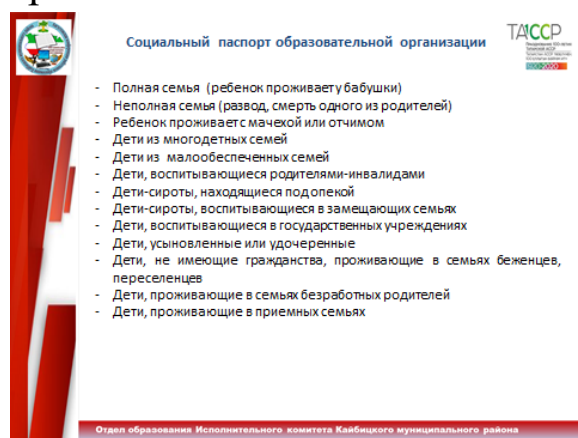 Социальный паспорт образовательной организации
ТАССР
1920-2020
- Полная семья (ребенок проживает у бабушки)
- Неполная семья (развод, смерть одного из родителей)
- Ребенок проживает с мачехой или отчимом
- Дети из многодетных семей
- Дети из малообеспеченных семей
- Дети, воспитывающиеся родителями-инвалидами
- Дети-сироты, находящиеся под опекой
- Дети-сироты, воспитывающиеся в замещающих семьях
- Дети, воспитывающиеся в государственных учреждениях
- Дети, усыновленные или удочеренные
- Дети, не имеющие гражданства, проживающие в семьях беженцев,
переселенцев
- Дети, проживающие в семьях безработных родителей
- Дети, проживающие в приемных семьях
Отдел образования Исполнительного комитета Кайбицкого муниципального района